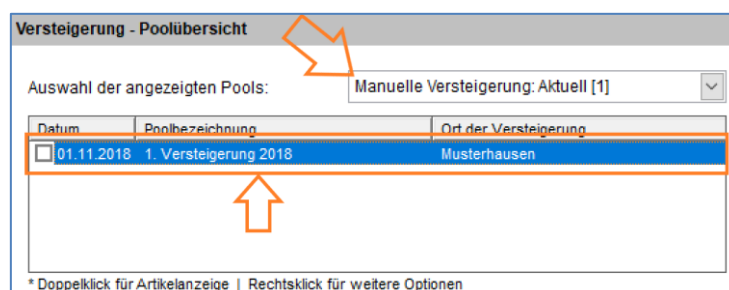 Versteigerung - Poolübersicht
Auswahl der angezeigten Pools: Manuelle Versteigerung: Aktuell [1]
Datum Poolbezeichnung Ort der Versteigerung
01.11.2018 1. Versteigerung 2018 Musterhausen
* Doppelklick für Artikelanzeige | Rechtsklick für weitere Optionen